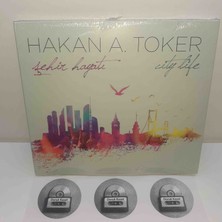 HAKAN A. TOKER
şehir hayatı city life